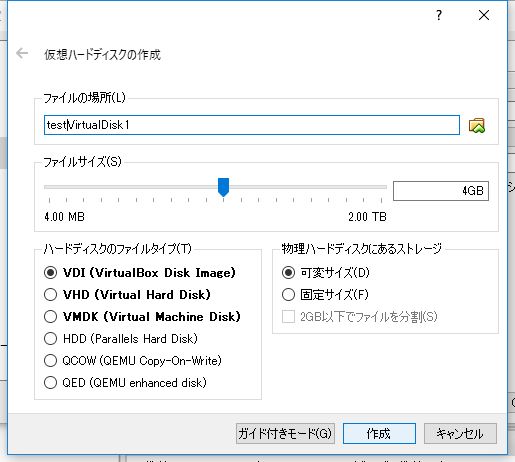 ?
仮想ハードディスクの作成
ファイルの場所(L)
testVirtualDisk1
ファイルサイズ(S)
4GB
4.00 MB 2.00 TB
ハードディスクのファイルタイプ(T)
VDI (VirtualBox Disk Image)
VHD (Virtual Hard Disk)
VMDK (Virtual Machine Disk)
HDD (Parallels Hard Disk)
QCOW (QEMU Copy-On-Write)
QED (QEMU enhanced disk)
物理ハードディスクにあるストレージ
可変サイズ(D)
固定サイズ(F)
2GB以下でファイルを分割(S)
ガイド付きモード(G) 作成 キャンセル